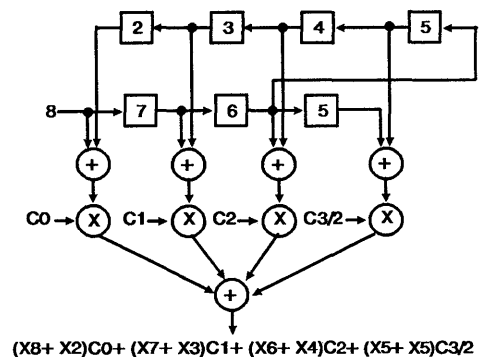 2 3 4 5
8 7 6 5
+ + + +
C0 X C1 X C2 X C3/2 X
+
(X8+ X2)C0+ (X7+ X3)C1+ (X6+ X4)C2+ (X5+ X5)C3/2